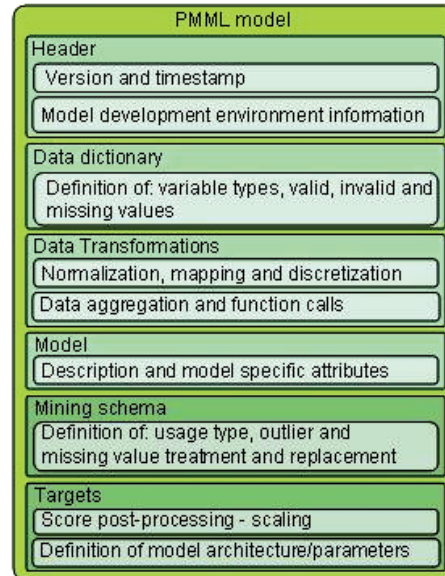 PMML model
Header
Version and timestamp
Model development environment information
Data dictionary
Definition of: variable types, valid, invalid and
missing values
Data Transformations
Normalization, mapping and discretization
Data aggregation and function calls
Model
Description and model specific attributes
Mining schema
Definition of: usage type, outlier and
missing value treatment and replacement
Targets
Score post-processing - scaling
Definition of model architecture/parameters